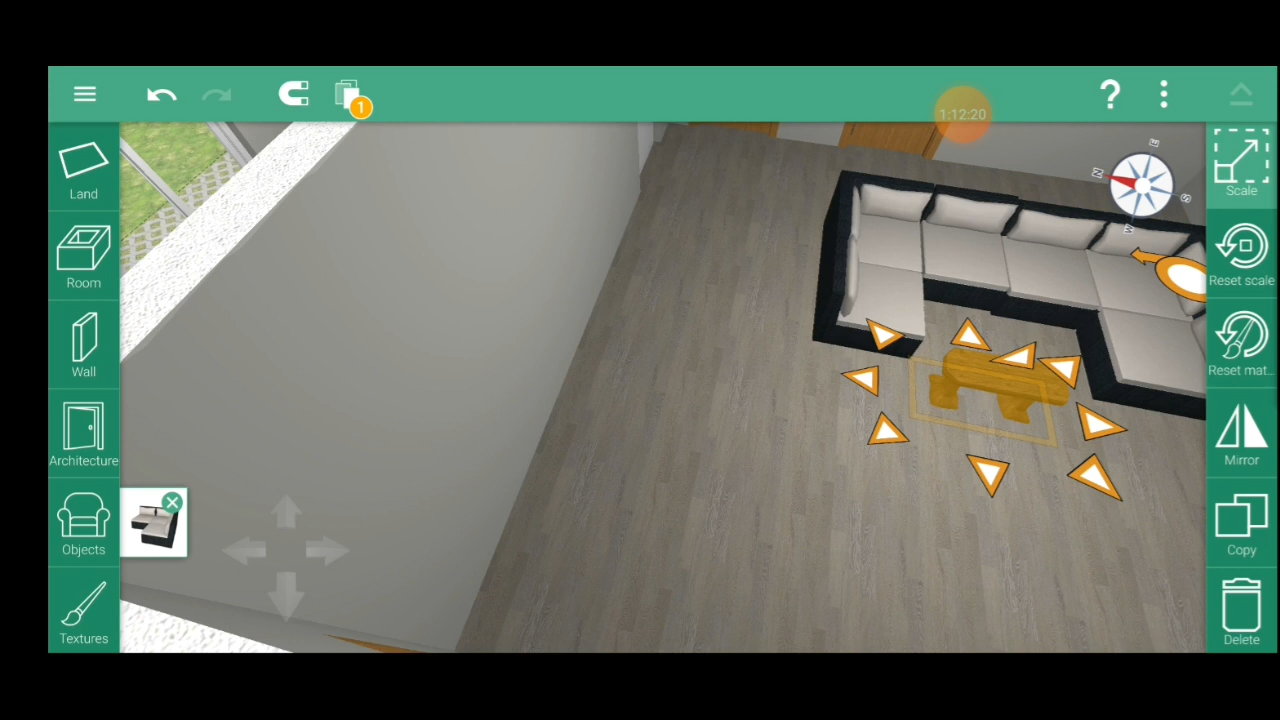 1
?
1:12:20
Land
Room
Wall
Architecture
Objects
Textures
E
N
S
W
Scale
Reset scale
Reset mat...
Mirror
Copy
Delete